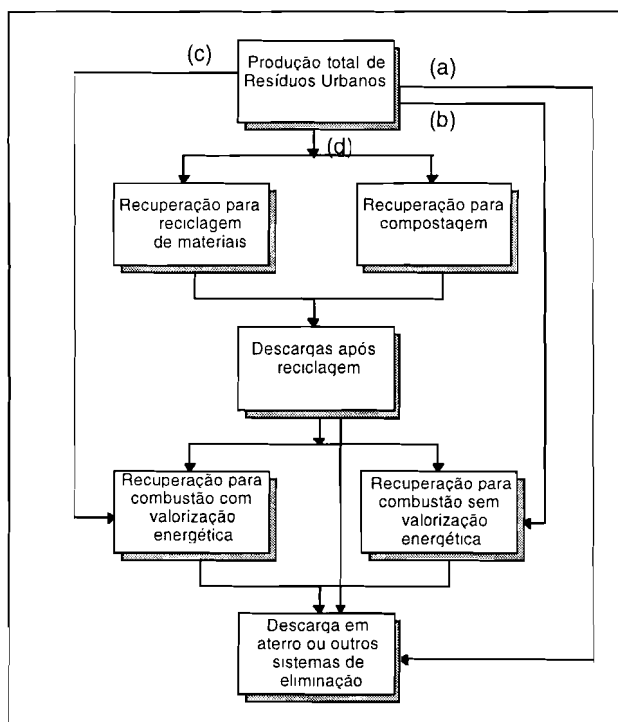 (c)
Produção total de
Resíduos Urbanos
(a)
(b)
(d)
Recuperação para
reciclagem
de materiais
Recuperação para
compostagem
Descargas após
reciclagem
Recuperação para
combustão com
valorização
energética
Recuperação para
combustão sem
valorização
energética
Descarga em
aterro ou outros
sistemas de
eliminação